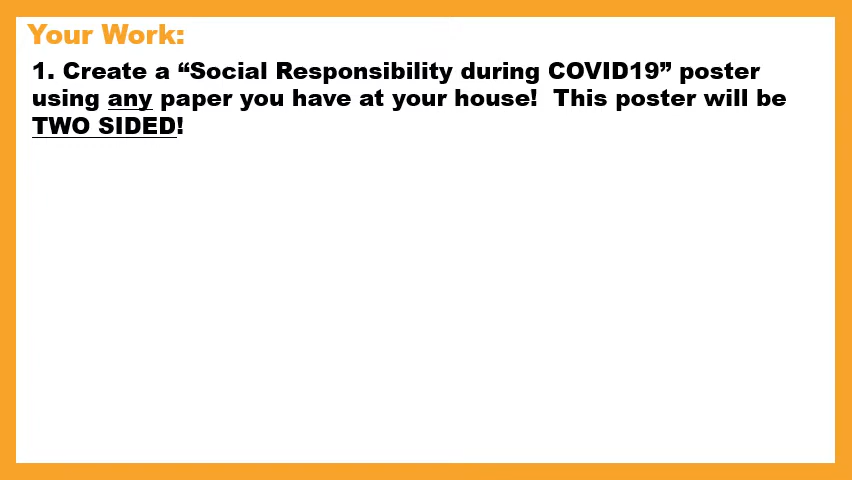 Your Work:
1. Create a “Social Responsibility during COVID19” poster
using any paper you have at your house!  This poster will be
TWO SIDED!